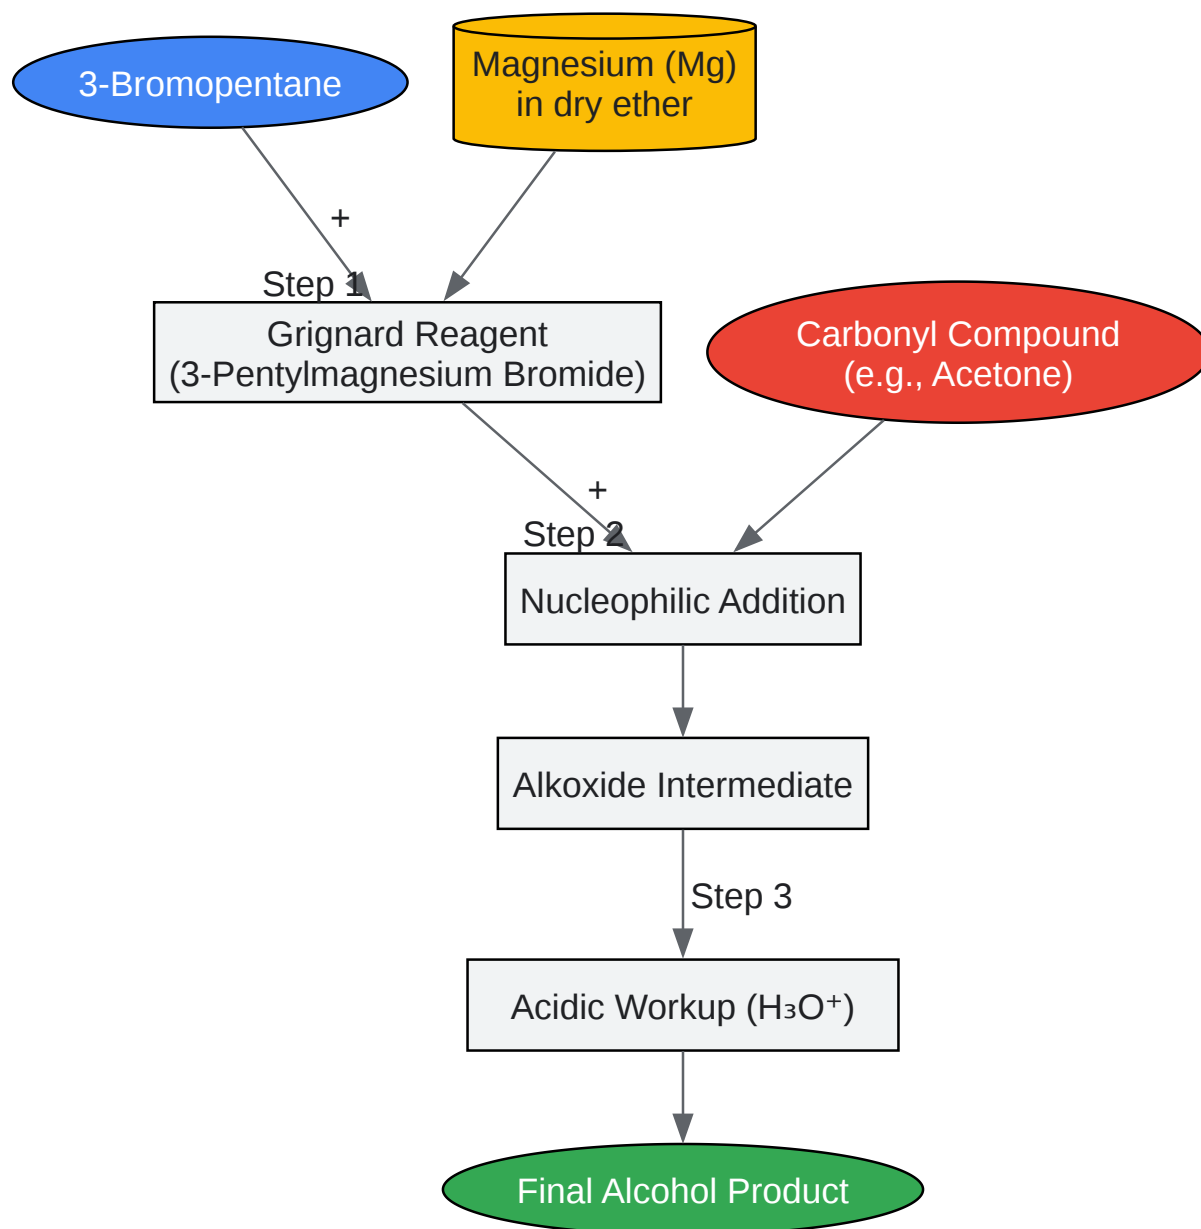 3-Bromopentane
Magnesium (Mg)
in dry ether
+
Step 1
Grignard Reagent
(3-Pentylmagnesium Bromide)
Carbonyl Compound
(e.g., Acetone)
+
Step 2
Nucleophilic Addition
Alkoxide Intermediate
Step 3
Acidic Workup (H₃O⁺)
Final Alcohol Product